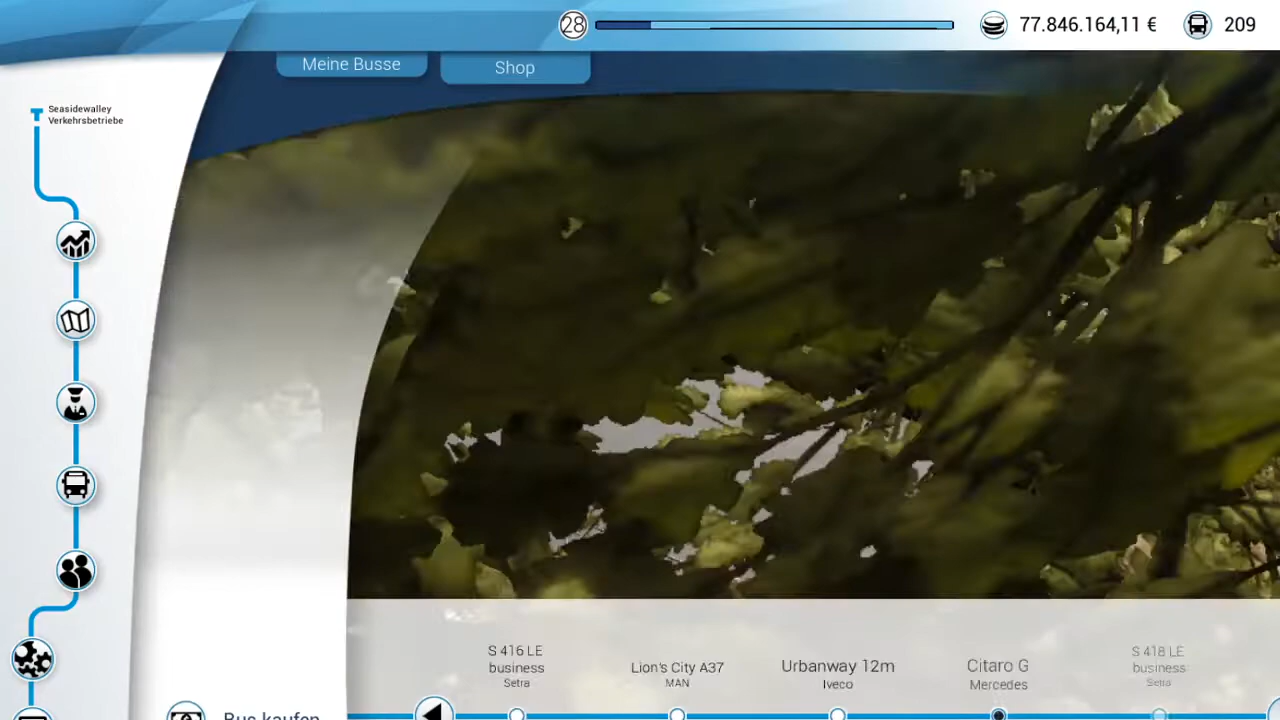 28
77.846.164,11 €
209
Meine Busse
Shop
Seasidewalley
Verkehrsbetriebe
S 416 LE
business
Setra
Lion's City A37
MAN
Urbanway 12m
Iveco
Citaro G
Mercedes
S 418 LE
business
Setra
Bus kaufen